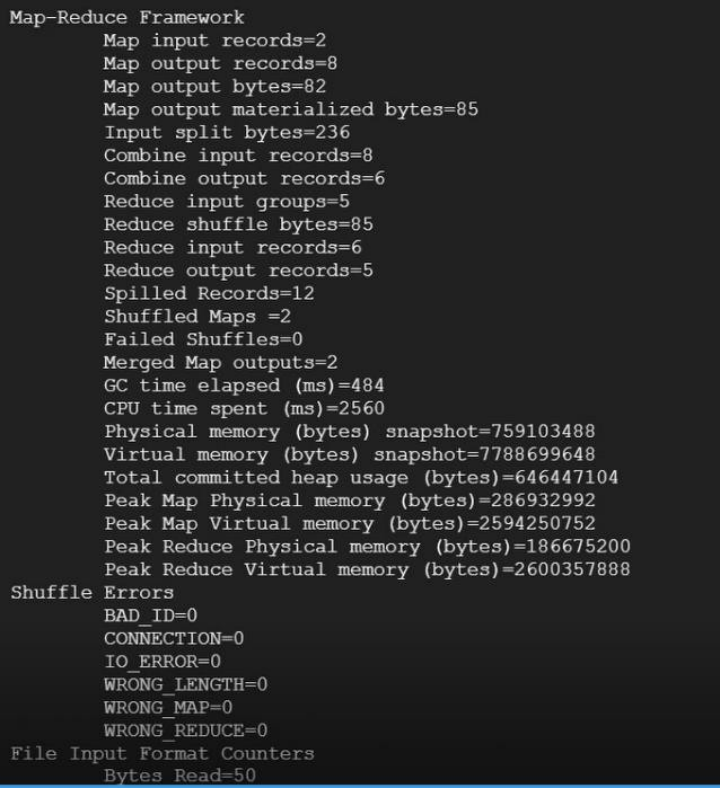 Map-Reduce Framework
Map input records=2
Map output records=8
Map output bytes=82
Map output materialized bytes=85
Input split bytes=236
Combine input records=8
Combine output records=6
Reduce input groups=5
Reduce shuffle bytes=85
Reduce input records=6
Reduce output records=5
Spilled Records=12
Shuffled Maps =2
Failed Shuffles=0
Merged Map outputs=2
GC time elapsed (ms)=484
CPU time spent (ms)=2560
Physical memory (bytes) snapshot=759103488
Virtual memory (bytes) snapshot=7788699648
Total committed heap usage (bytes)=646447104
Peak Map Physical memory (bytes)=286932992
Peak Map Virtual memory (bytes)=2594250752
Peak Reduce Physical memory (bytes)=186675200
Peak Reduce Virtual memory (bytes)=2600357888
Shuffle Errors
BAD_ID=0
CONNECTION=0
IO_ERROR=0
WRONG_LENGTH=0
WRONG_MAP=0
WRONG_REDUCE=0
File Input Format Counters
Bytes Read=50